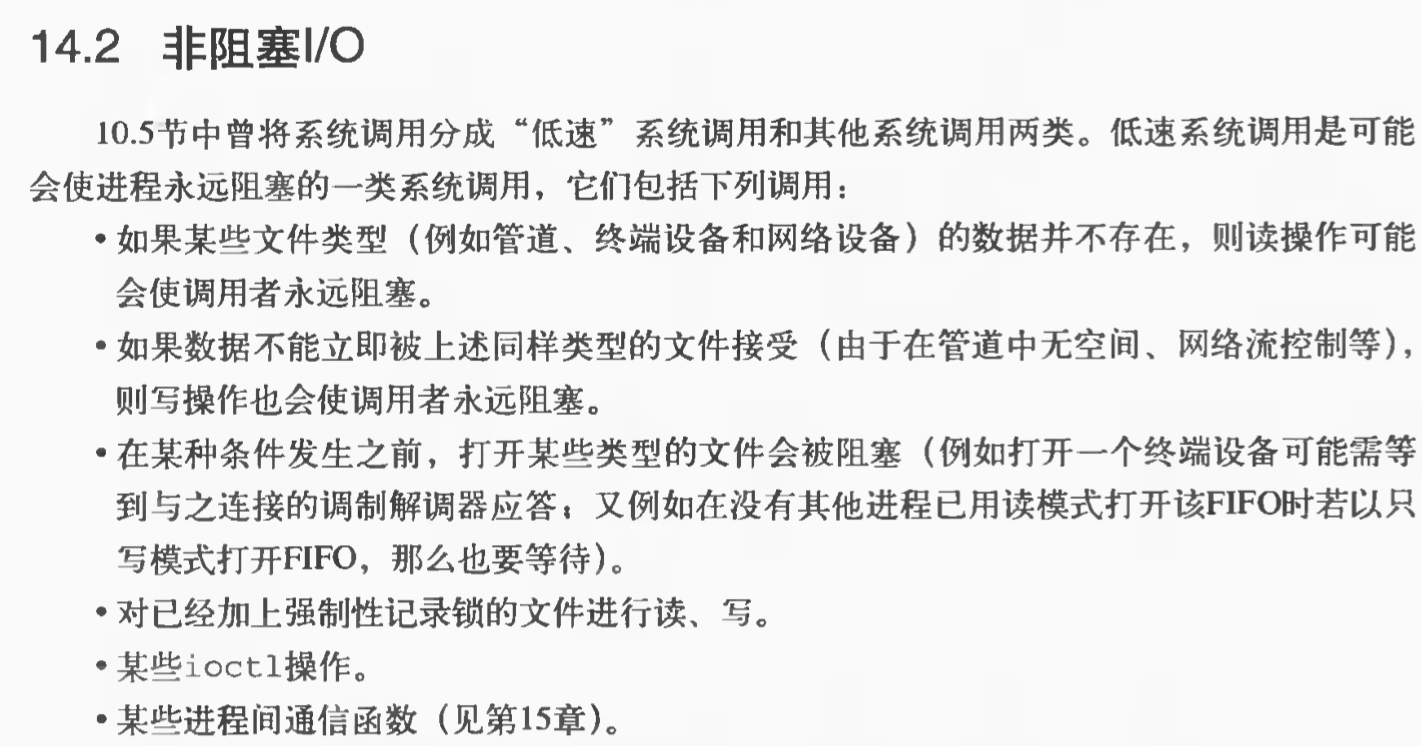 14.2 非阻塞I/O
10.5节中曾将系统调用分成“低速”系统调用和其他系统调用两类。低速系统调用是可能
会使进程永远阻塞的一类系统调用，它们包括下列调用：
•如果某些文件类型（例如管道、终端设备和网络设备）的数据并不存在，则读操作可能
会使调用者永远阻塞。
•如果数据不能立即被上述同样类型的文件接受（由于在管道中无空间、网络流控制等），
则写操作也会使调用者永远阻塞。
•在某种条件发生之前，打开某些类型的文件会被阻塞（例如打开一个终端设备可能需等
到与之连接的调制解调器应答；又例如在没有其他进程已用读模式打开该FIFO时若以只
写模式打开FIFO，那么也要等待）。
•对已经加上强制性记录锁的文件进行读、写。
•某些ioctl操作。
•某些进程间通信函数（见第15章）。